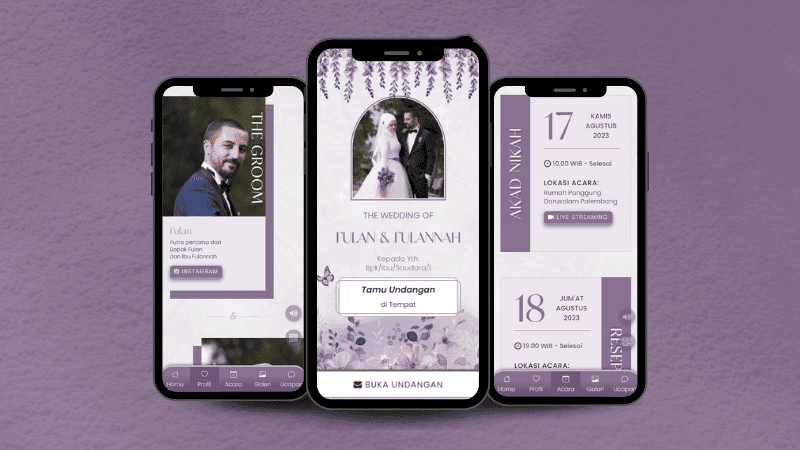 THE GROOM
Fulan
Putra pertama dari
Bapak Fulan
dan Ibu Fulannah
INSTAGRAM
&
Home Profil Acara Galeri Ucapan
THE WEDDING OF
FULAN & FULANNAH
Kepada Yth.
Bpk/Ibu/Saudara/i
Tamu Undangan
di Tempat
BUKA UNDANGAN
AKAD NIKAH
17
KAMIS
AGUSTUS
2023
10.00 WIB - Selesai
LOKASI ACARA:
Rumah Panggung
Darusalam Palembang
LIVE STREAMING
18
JUM'AT
AGUSTUS
2023
19.00 WIB - Selesai
LOKASI ACARA:
RESEP
Home Profil Acara Galeri Ucapan